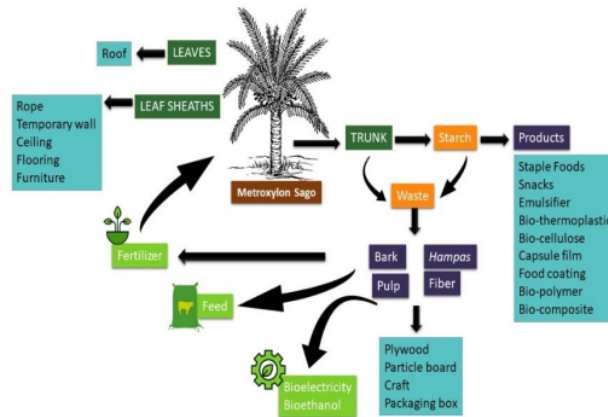 Roof
LEAVES
LEAF SHEATHS
Rope
Temporary wall
Ceiling
Flooring
Furniture
Metroxylon Sago
TRUNK
Starch
Products
Staple Foods
Snacks
Emulsifier
Bio-thermoplastic
Bio-cellulose
Capsule film
Food coating
Bio-polymer
Bio-composite
Waste
Bark
Hampas
Pulp
Fiber
Fertilizer
Feed
Bioelectricity
Bioethanol
Plywood
Particle board
Craft
Packaging box